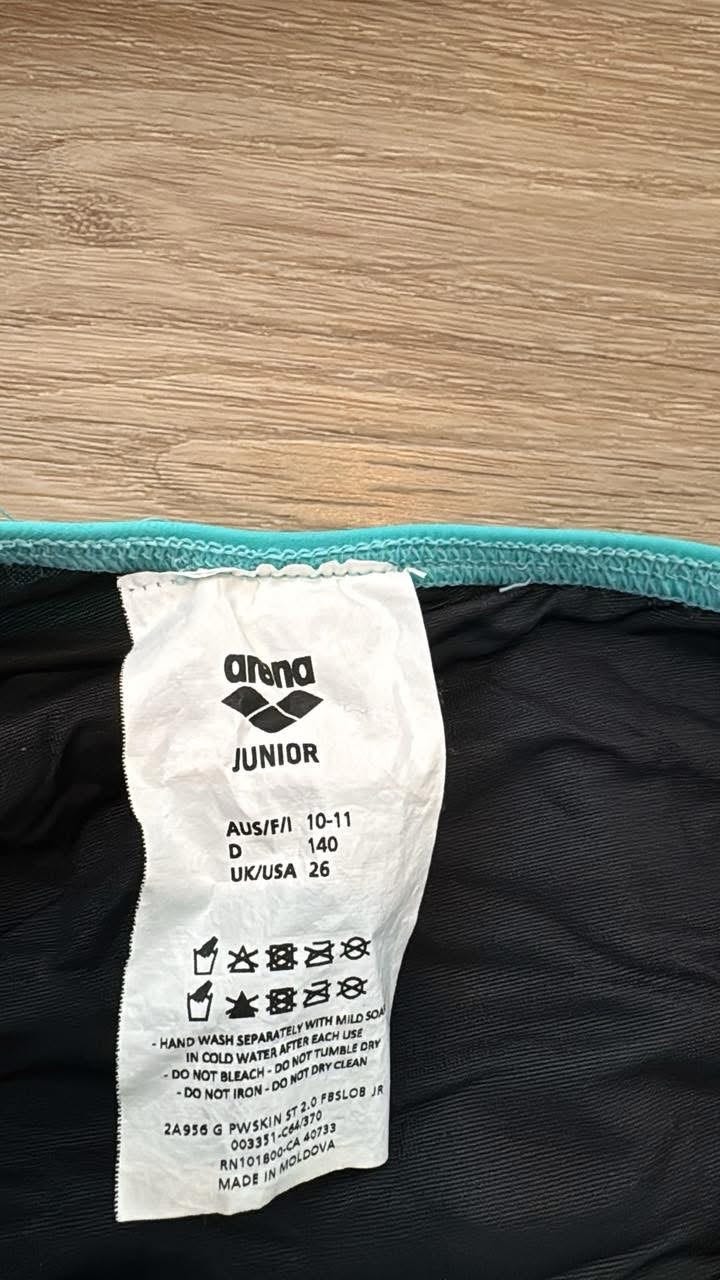 arena
JUNIOR
AUS/F/I 10-11
D 140
UK/USA 26
- HAND WASH SEPARATELY WITH MILD SOAP
IN COLD WATER AFTER EACH USE
- DO NOT BLEACH - DO NOT TUMBLE DRY
- DO NOT IRON - DO NOT DRY CLEAN
2A956 G PWSKIN ST 2.0 FBSLOB JR
003351-C64/370
RN101800-CA 40733
MADE IN MOLDOVA